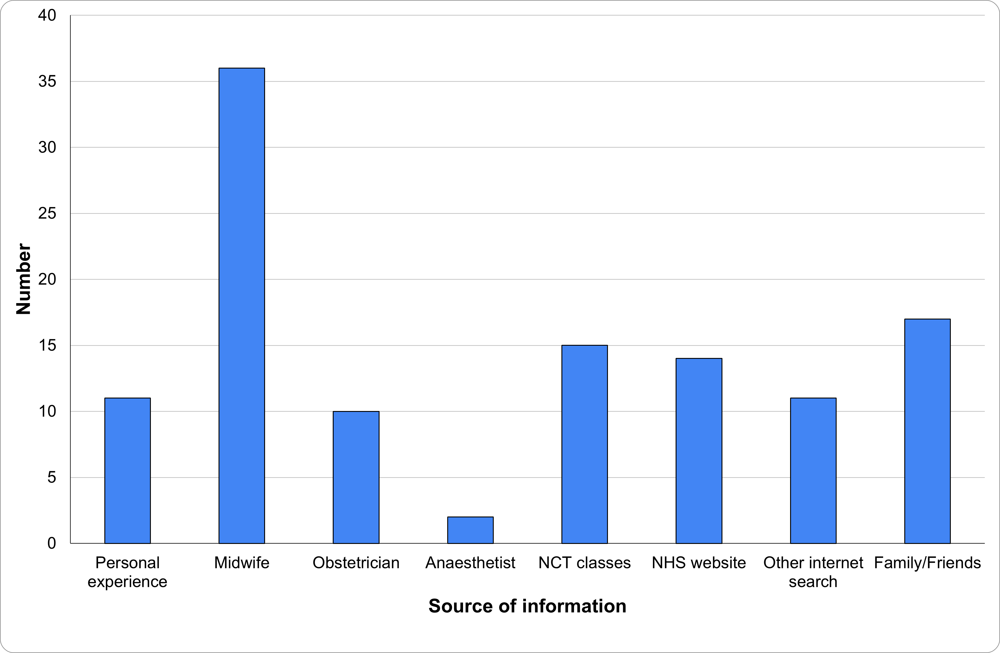 40
35
30
25
20
15
10
5
0
Number
Personal experience
Midwife
Obstetrician
Anaesthetist
NCT classes
NHS website
Other internet search
Family/Friends
Source of information